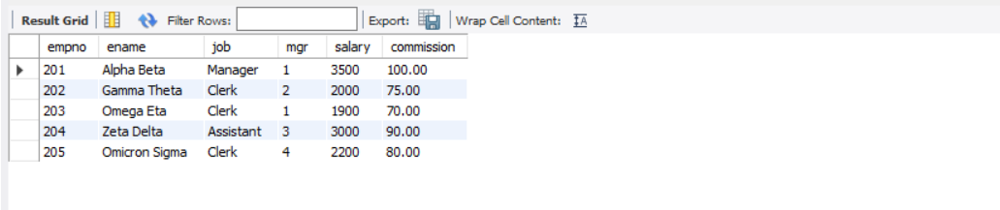 Result Grid Filter Rows: Export: Wrap Cell Content: IA
empno ename job mgr salary commission
201 Alpha Beta Manager 1 3500 100.00
202 Gamma Theta Clerk 2 2000 75.00
203 Omega Eta Clerk 1 1900 70.00
204 Zeta Delta Assistant 3 3000 90.00
205 Omicron Sigma Clerk 4 2200 80.00